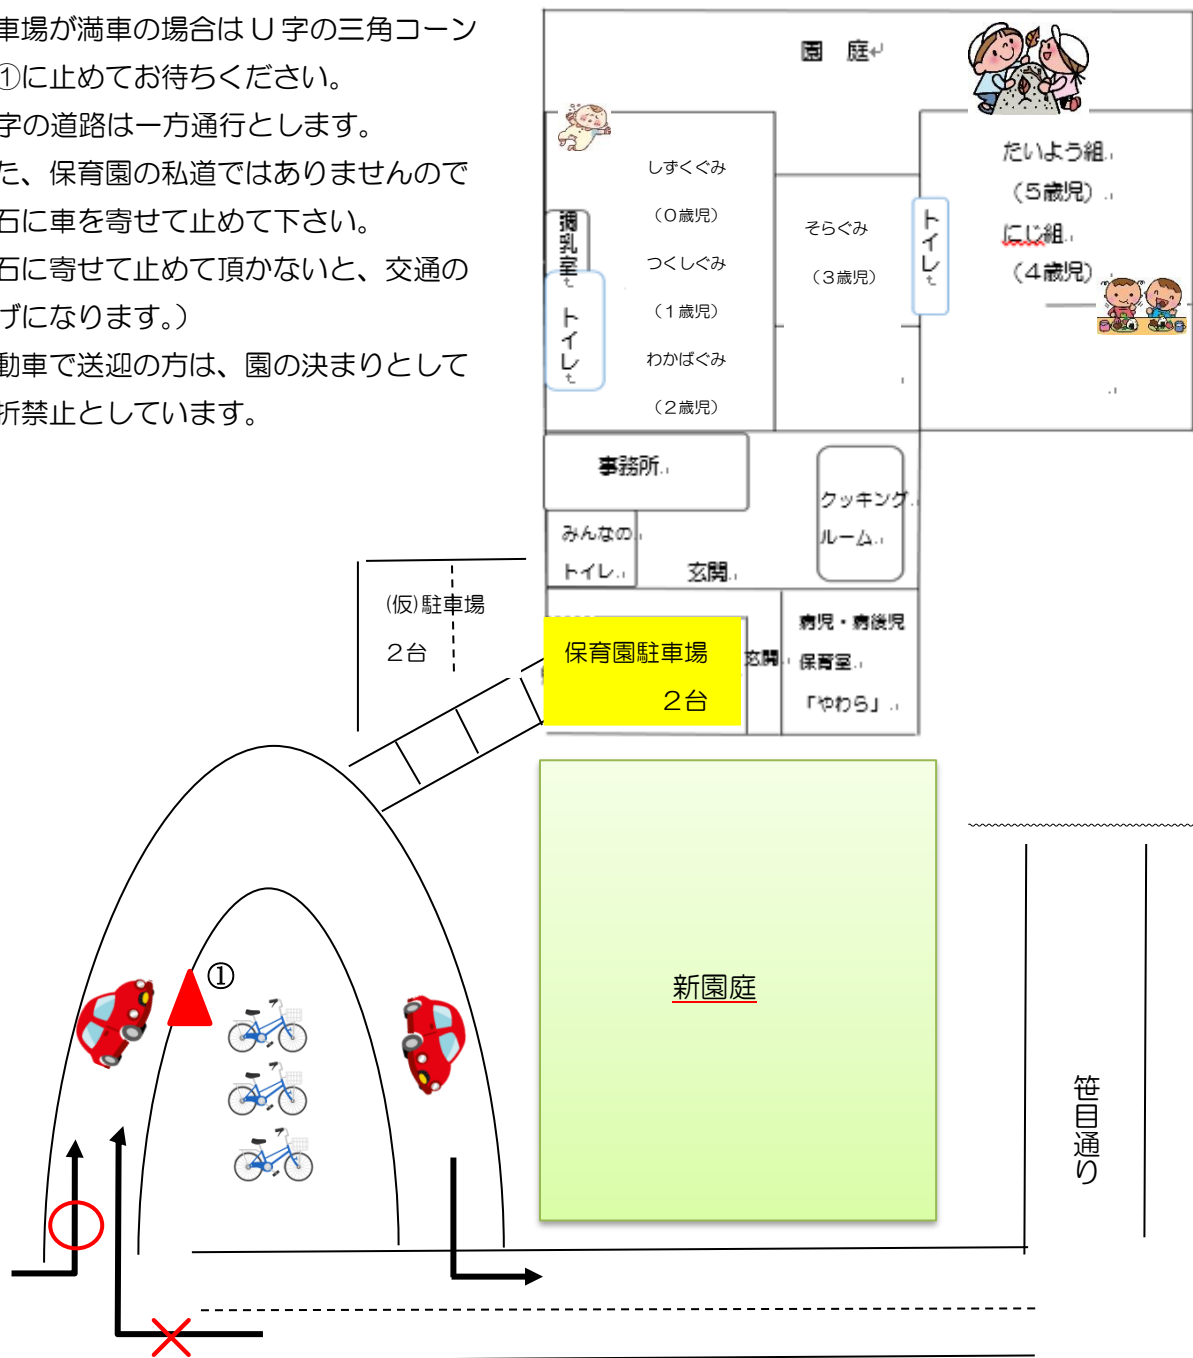 車場が満車の場合はU字の三角コーン
①に止めてお待ちください。
字の道路は一方通行とします。
た、保育園の私道ではありませんので
石に車を寄せて止めて下さい。
石に寄せて止めて頂かないと、交通の
げになります。）
動車で送迎の方は、園の決まりとして
折禁止としています。
園　庭
しずくぐみ
（０歳児）
つくしぐみ
（１歳児）
わかばぐみ
（２歳児）
調乳室
トイレ
そらぐみ
（３歳児）
トイレ
たいよう組
（５歳児）
にじ組
（４歳児）
事務所
みんなの
トイレ
玄関
クッキング
ルーム
(仮)駐車場
２台
保育園駐車場
２台
玄関
病児・病後児
保育室
「やわら」
①
新園庭
笹目通り